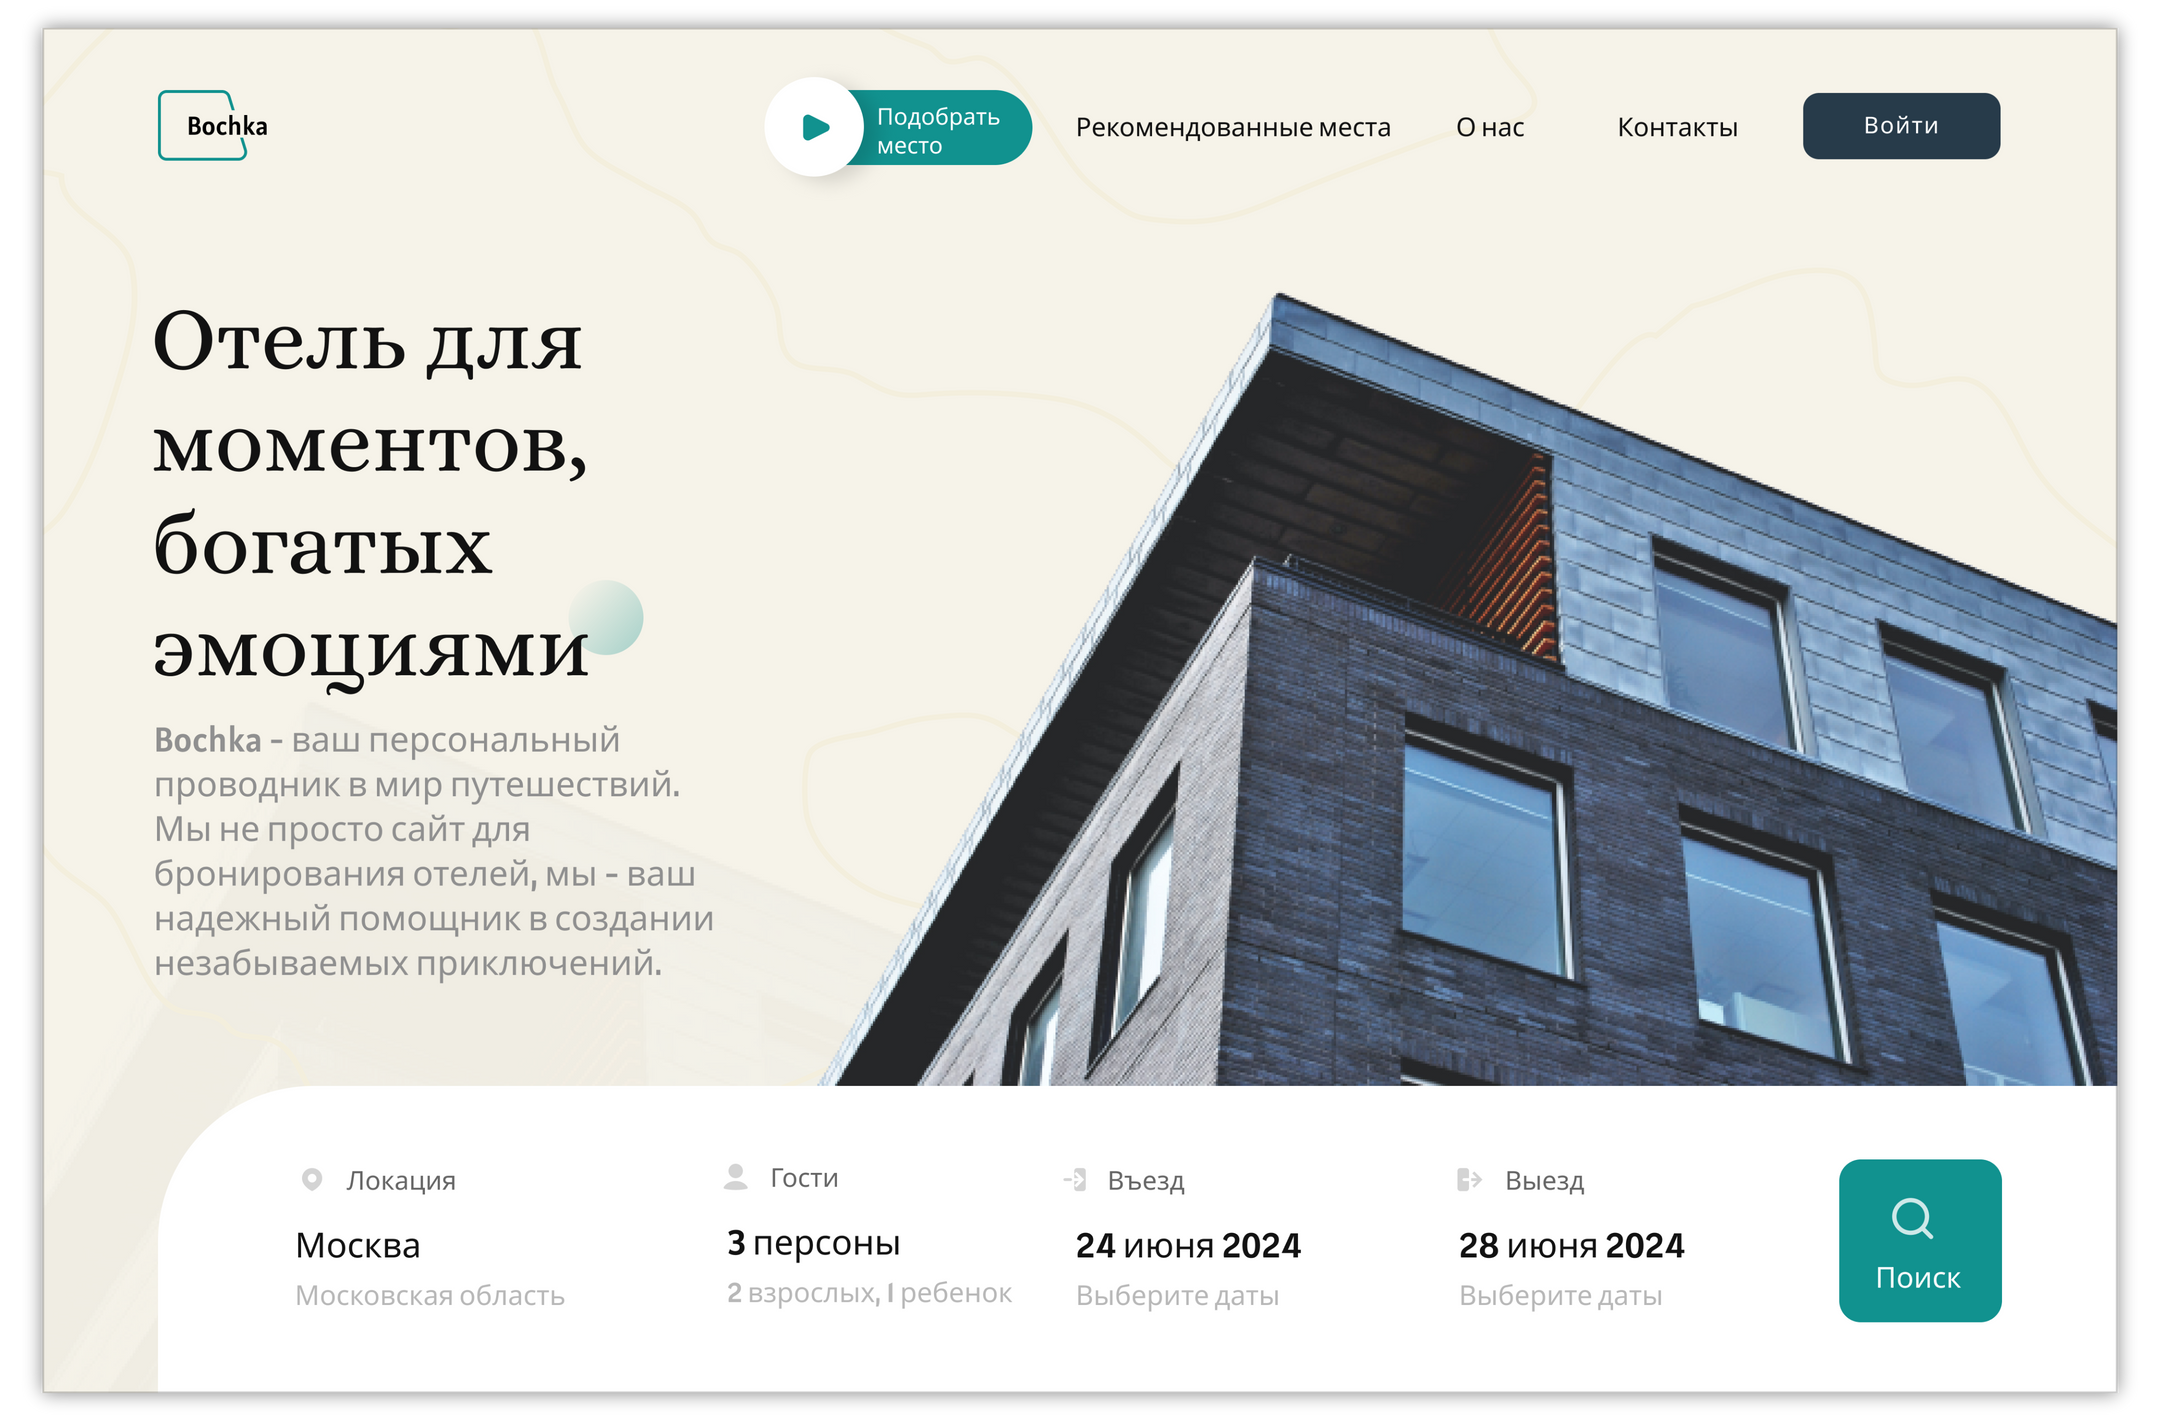 Bochka
Подобрать
место
Рекомендованные места
О нас
Контакты
Войти
Отель для
моментов,
богатых
эмоциями
Bochka - ваш персональный
проводник в мир путешествий.
Мы не просто сайт для
бронирования отелей, мы - ваш
надежный помощник в создании
незабываемых приключений.
Локация
Москва
Московская область
Гости
3 персоны
2 взрослых, 1 ребенок
Въезд
24 июня 2024
Выберите даты
Выезд
28 июня 2024
Выберите даты
Поиск